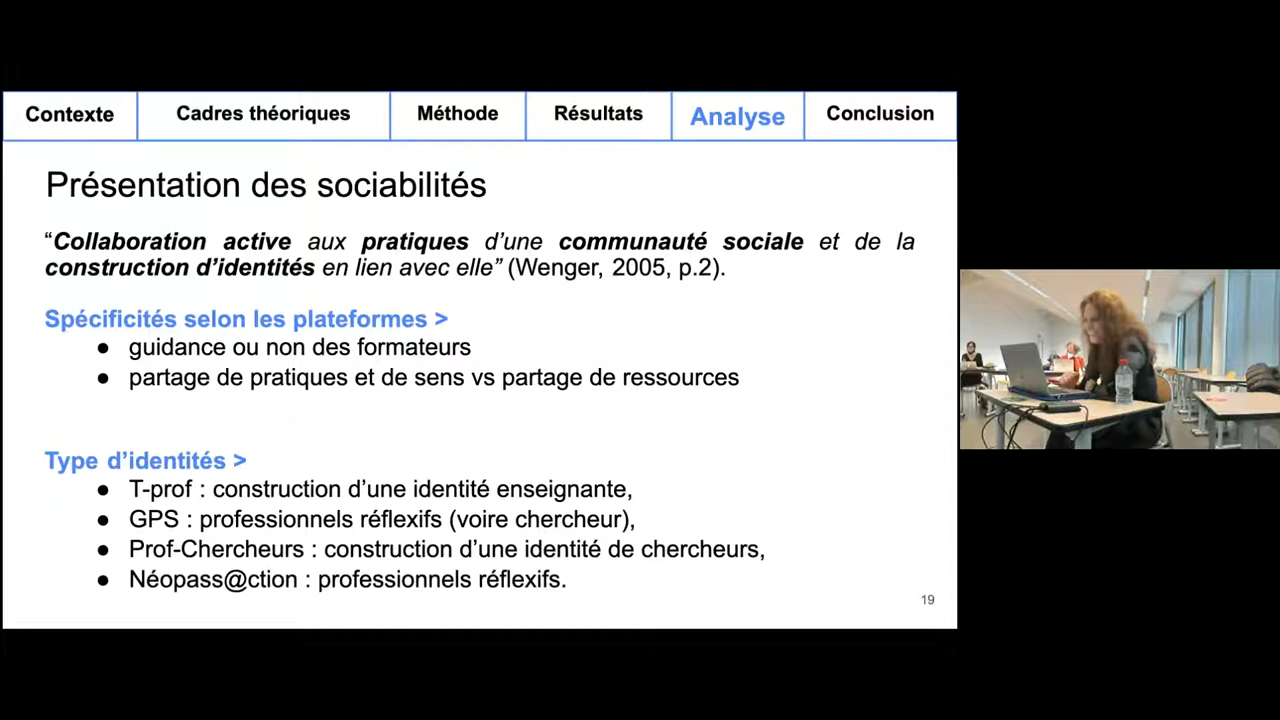 Contexte
Cadres théoriques
Méthode
Résultats
Analyse
Conclusion
Présentation des sociabilités
“Collaboration active aux pratiques d’une communauté sociale et de la
construction d’identités en lien avec elle” (Wenger, 2005, p.2).
Spécificités selon les plateformes >
● guidance ou non des formateurs
● partage de pratiques et de sens vs partage de ressources
Type d’identités >
● T-prof : construction d’une identité enseignante,
● GPS : professionnels réflexifs (voire chercheur),
● Prof-Chercheurs : construction d’une identité de chercheurs,
● Néopass@ction : professionnels réflexifs.
19